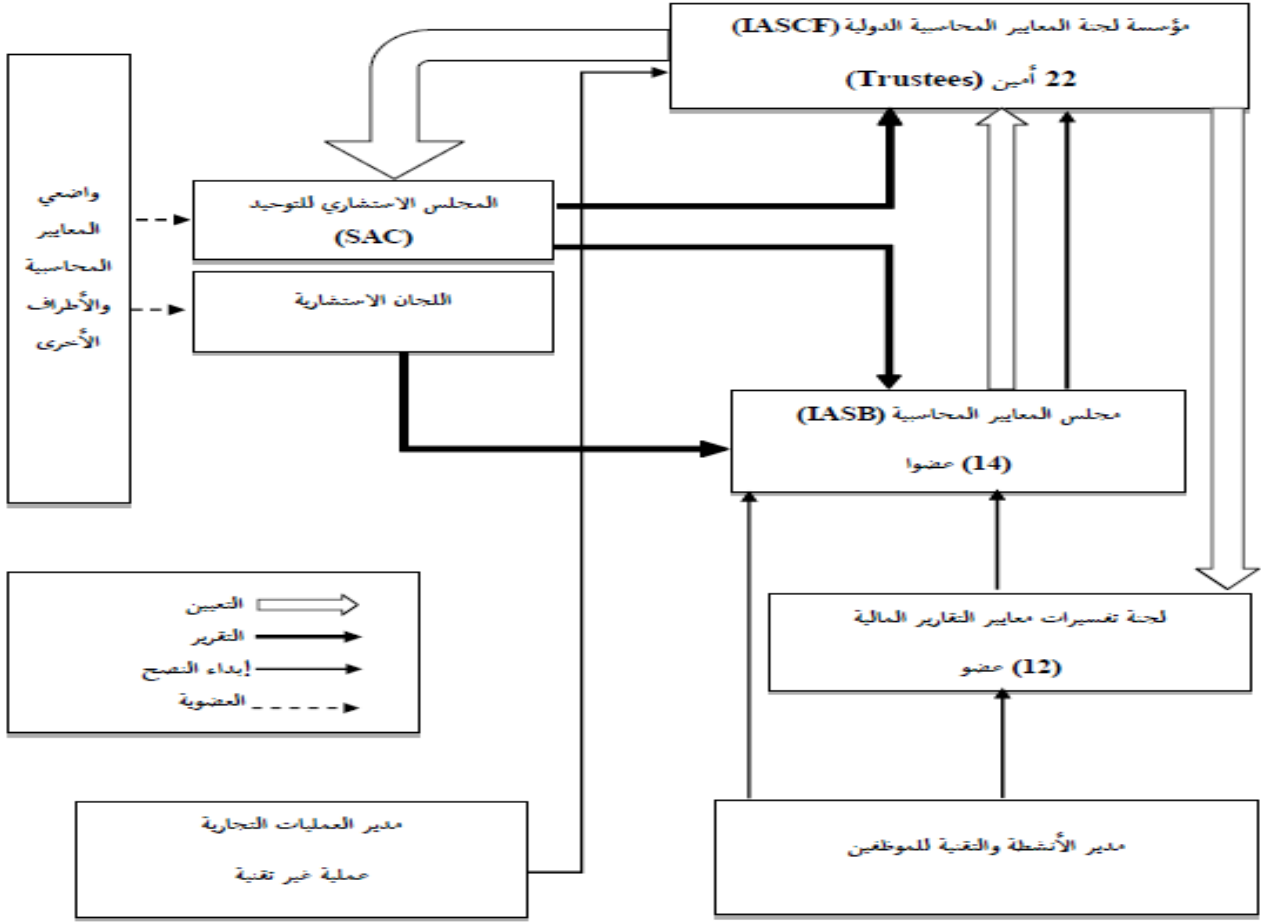 مؤسسة لجنة المعايير المحاسبية الدولية (IASCF)
22 أمين (Trustees)
واضعي
المعايير
المحاسبية
والأطراف
الأخرى
المجلس الاستشاري للتوحيد
(SAC)
اللجان الاستشارية
مجلس المعايير المحاسبية (IASB)
(14) عضوا
لجنة تفسيرات معايير التقارير المالية
(12) عضو
التعيين
التقرير
إبداء النصح
العضوية
مدير العمليات التجارية
عملية غير تقنية
مدير الأنشطة والتقنية للموظفين